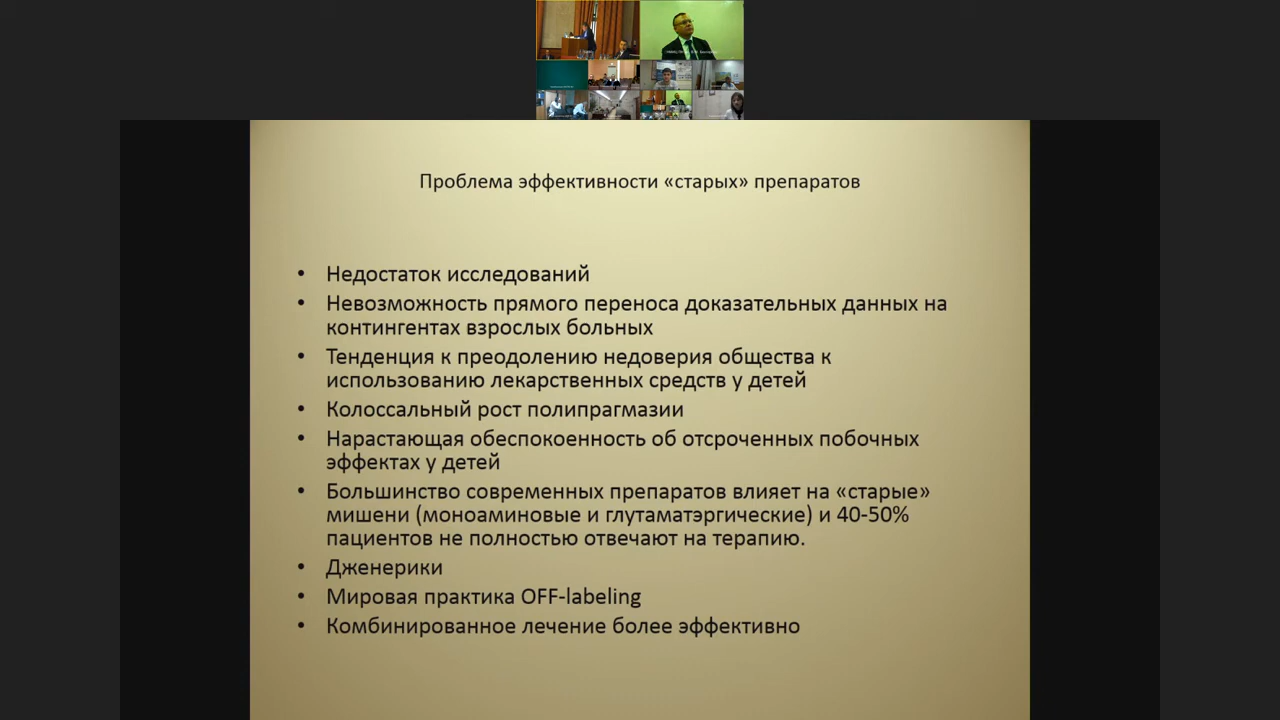 Проблема эффективности «старых» препаратов
• Недостаток исследований
• Невозможность прямого переноса доказательных данных на
контингентах взрослых больных
• Тенденция к преодолению недоверия общества к
использованию лекарственных средств у детей
• Колоссальный рост полипрагмазии
• Нарастающая обеспокоенность об отсроченных побочных
эффектах у детей
• Большинство современных препаратов влияет на «старые»
мишени (моноаминовые и глутаматэргические) и 40-50%
пациентов не полностью отвечают на терапию.
• Дженерики
• Мировая практика OFF-labeling
• Комбинированное лечение более эффективно